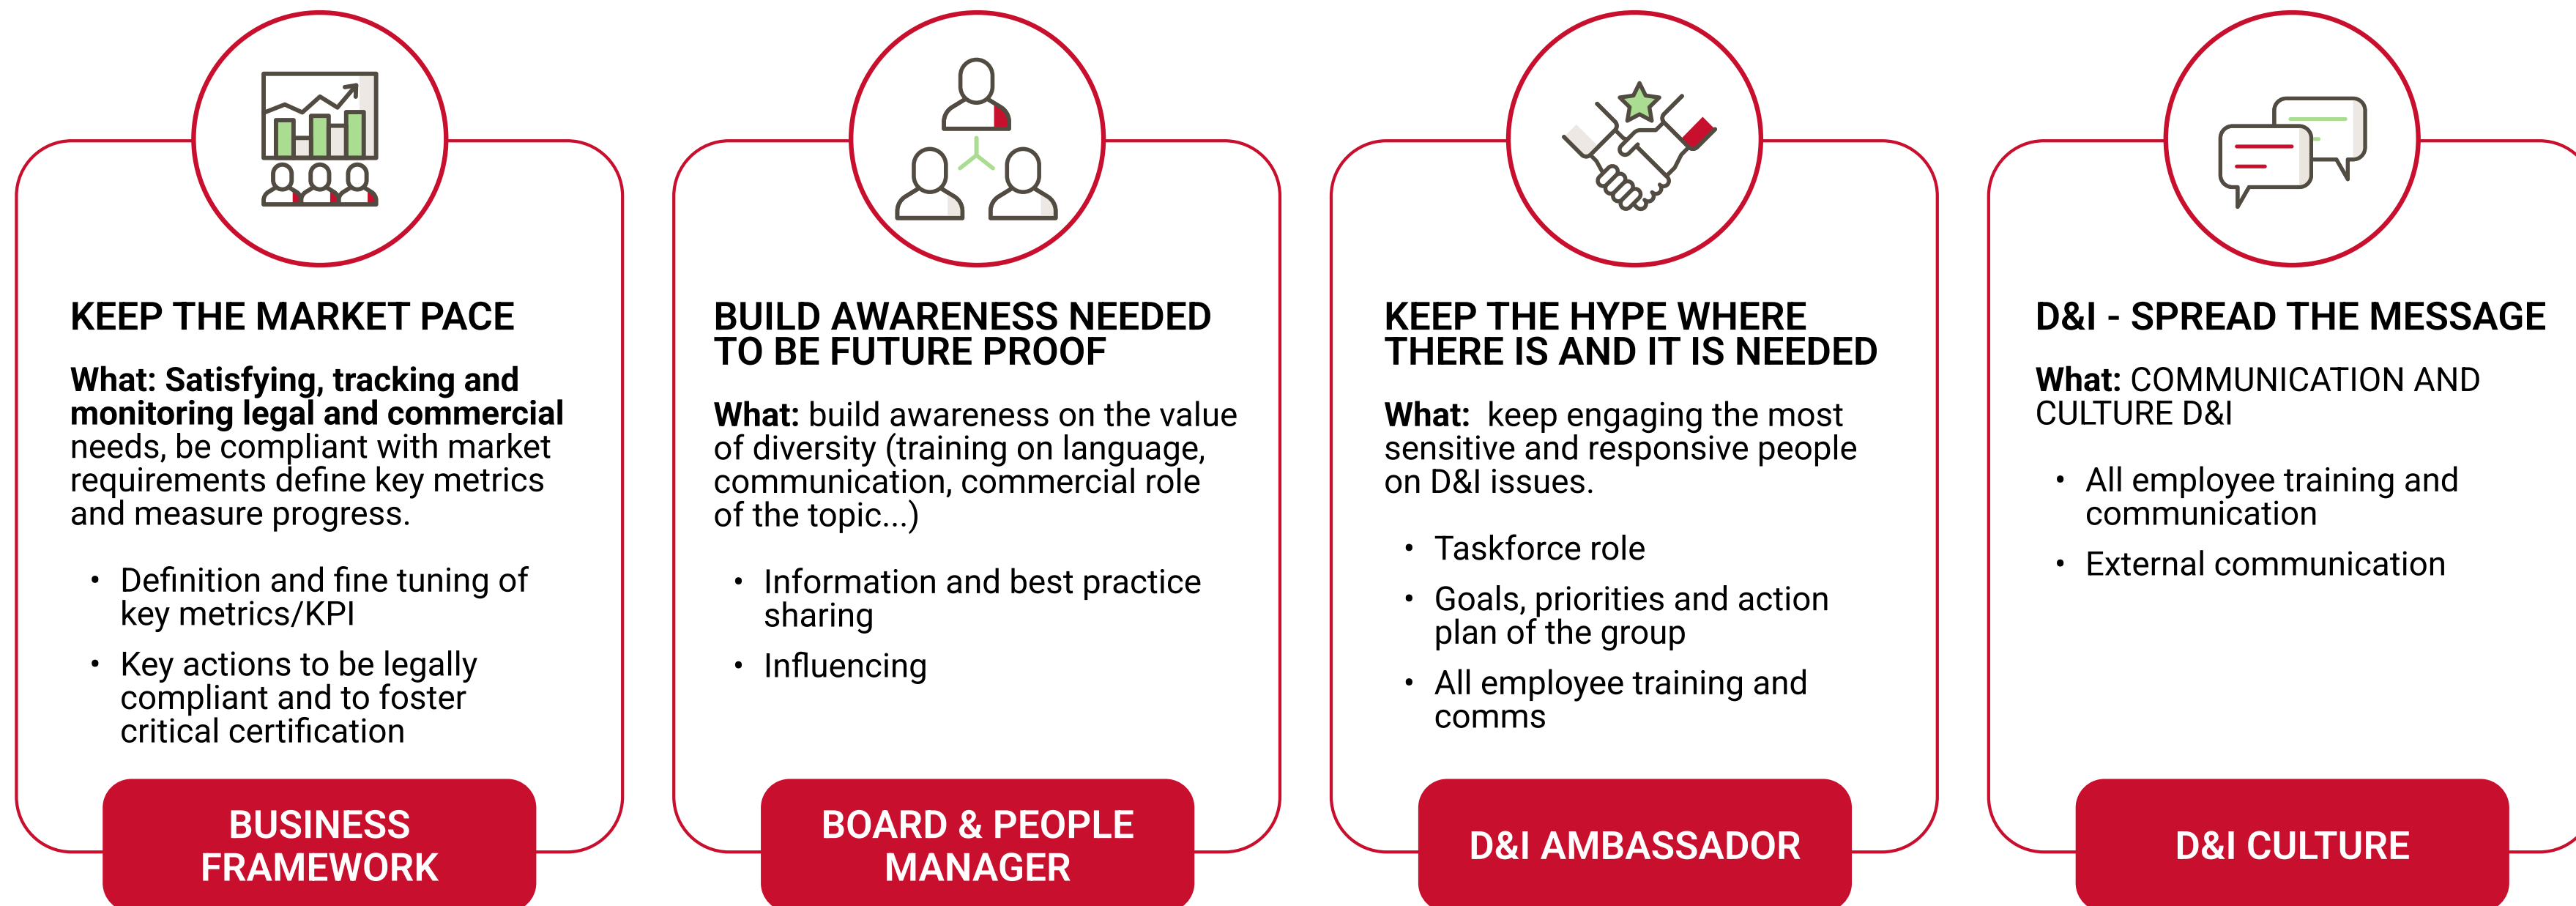 KEEP THE MARKET PACE
What: Satisfying, tracking and
monitoring legal and commercial
needs, be compliant with market
requirements define key metrics
and measure progress.
• Definition and fine tuning of
key metrics/KPI
• Key actions to be legally
compliant and to foster
critical certification
BUSINESS
FRAMEWORK
BUILD AWARENESS NEEDED
TO BE FUTURE PROOF
What: build awareness on the value
of diversity (training on language,
communication, commercial role
of the topic...)
• Information and best practice
sharing
• Influencing
BOARD & PEOPLE
MANAGER
KEEP THE HYPE WHERE
THERE IS AND IT IS NEEDED
What:  keep engaging the most
sensitive and responsive people
on D&I issues.
• Taskforce role
• Goals, priorities and action
plan of the group
• All employee training and
comms
D&I AMBASSADOR
D&I - SPREAD THE MESSAGE
What: COMMUNICATION AND
CULTURE D&I
• All employee training and
communication
• External communication
D&I CULTURE